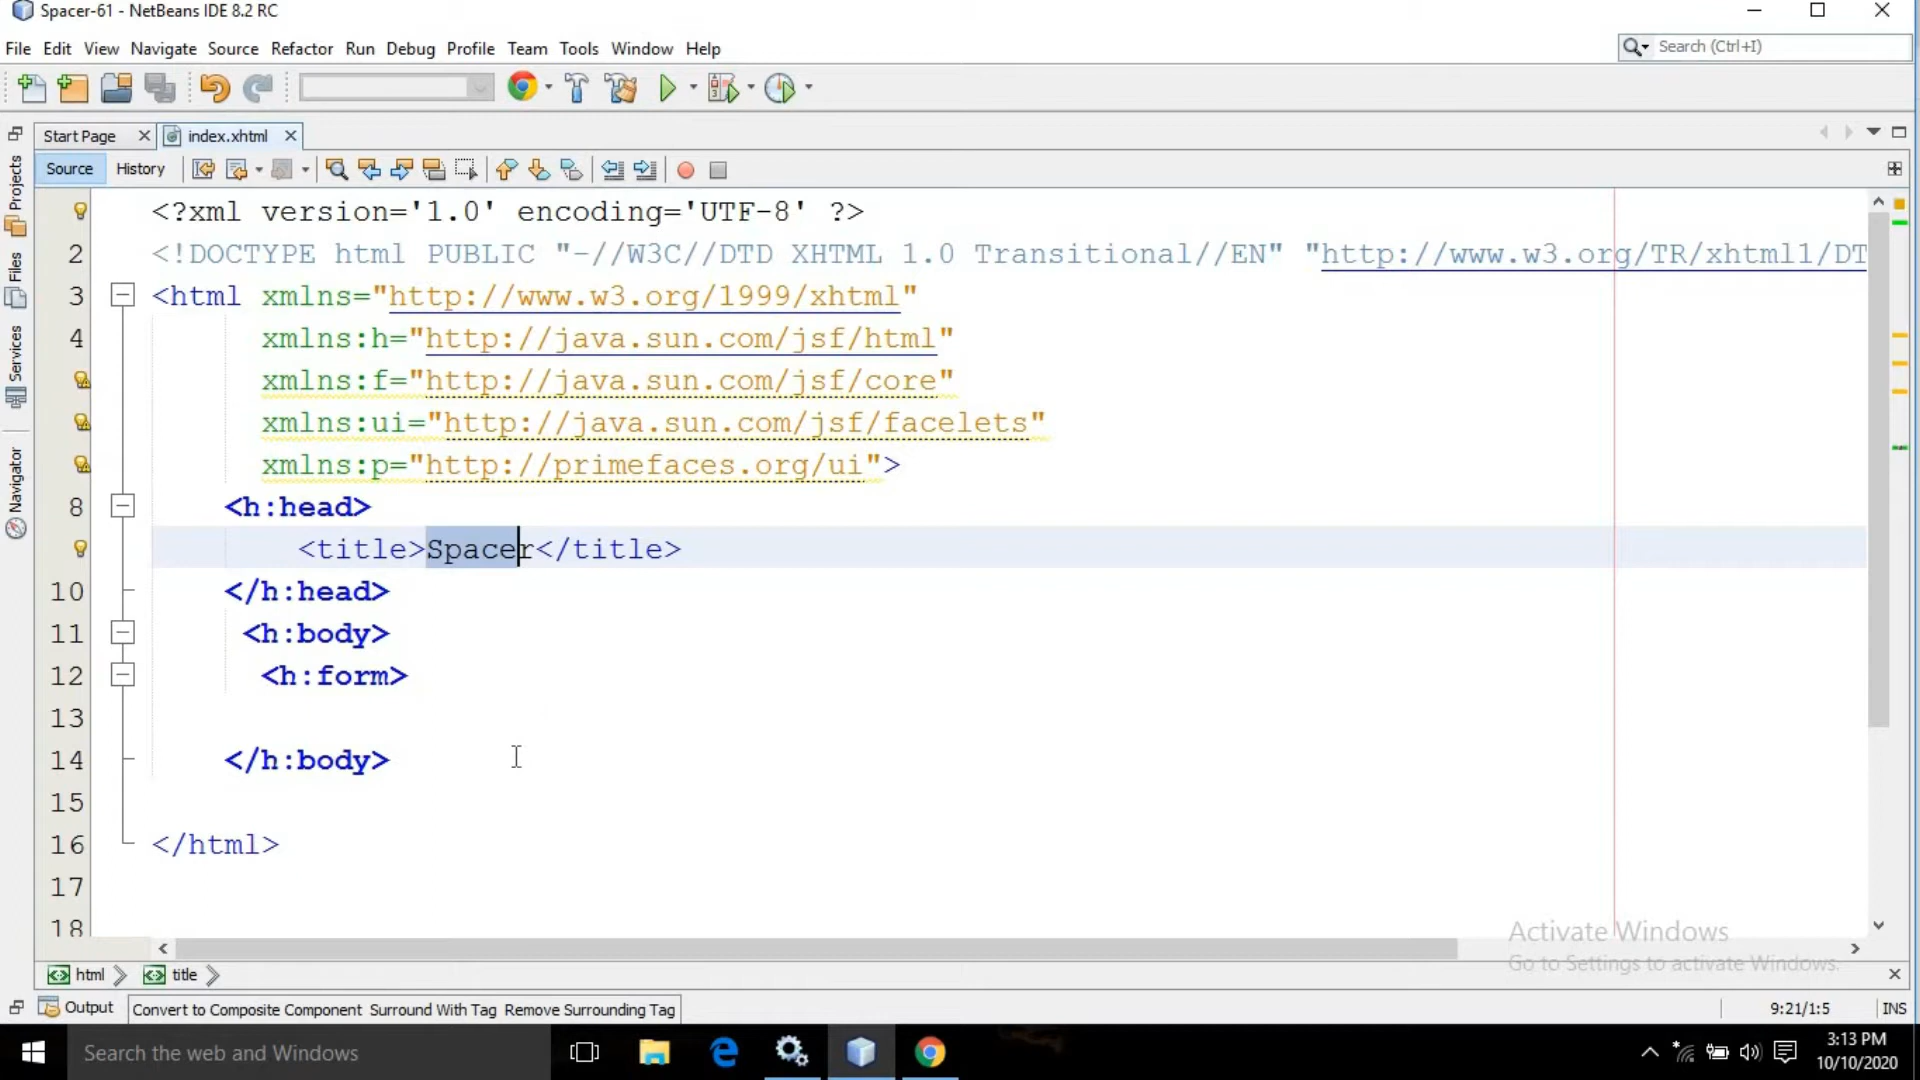 Spacer-61 - NetBeans IDE 8.2 RC
File Edit View Navigate Source Refactor Run Debug Profile Team Tools Window Help
Search (Ctrl+I)
Start Page
index.xhtml
Source History
Projects
Files
Services
Navigator
<?xml version='1.0' encoding='UTF-8' ?>
2 <!DOCTYPE html PUBLIC "-//W3C//DTD XHTML 1.0 Transitional//EN" "http://www.w3.org/TR/xhtml1/DT
3 <html xmlns="http://www.w3.org/1999/xhtml"
4 xmlns:h="http://java.sun.com/jsf/html"
xmlns:f="http://java.sun.com/jsf/core"
xmlns:ui="http://java.sun.com/jsf/facelets"
xmlns:p="http://primefaces.org/ui">
8 <h:head>
<title>Spacer</title>
10 </h:head>
11 <h:body>
12 <h:form>
13
14 </h:body>
15
16 </html>
17
18
Activate Windows
Go to Settings to activate Windows.
html title
Output
Convert to Composite Component Surround With Tag Remove Surrounding Tag
9:21/1:5 INS
Search the web and Windows
3:13 PM
10/10/2020